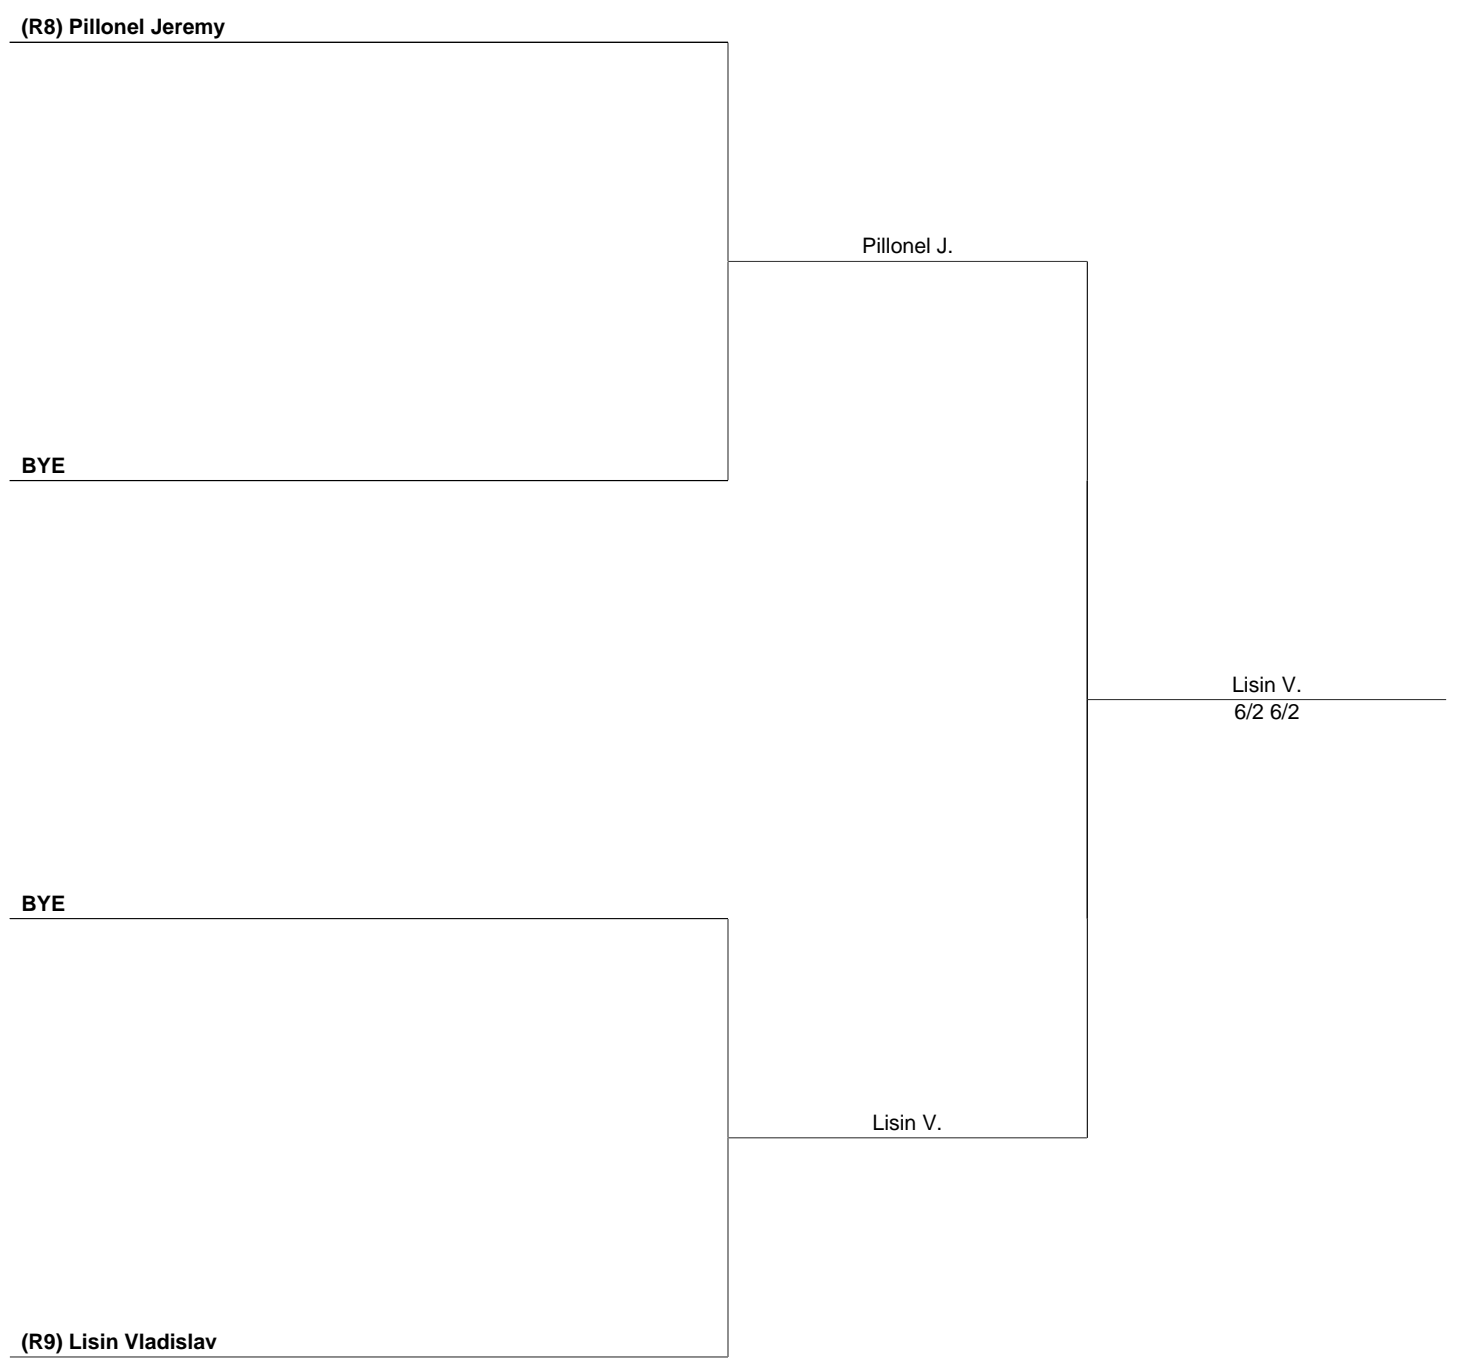 (R8) Pillonel Jeremy
Pillonel J.
BYE
Lisin V.
6/2 6/2
BYE
Lisin V.
(R9) Lisin Vladislav